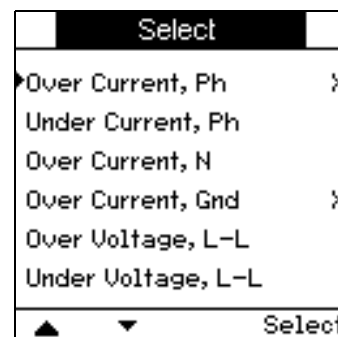 Select
Over Current, Ph X
Under Current, Ph
Over Current, N
Over Current, Gnd X
Over Voltage, L-L
Under Voltage, L-L
Select